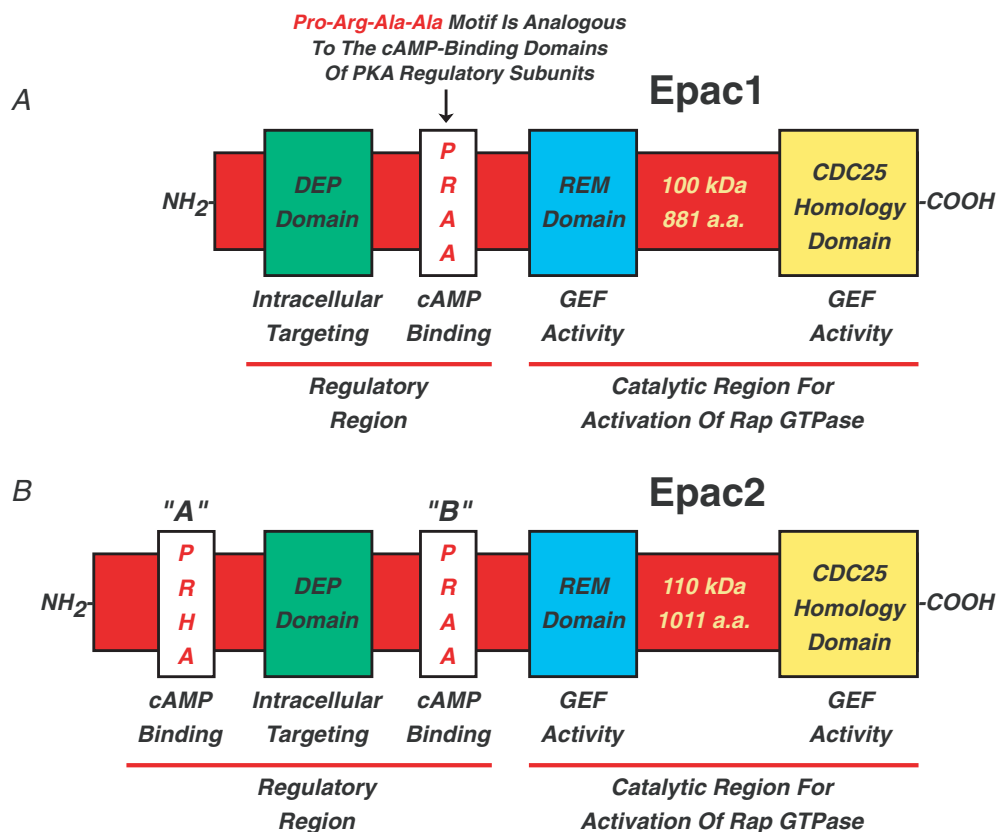 Pro-Arg-Ala-Ala Motif Is Analogous
To The cAMP-Binding Domains
Of PKA Regulatory Subunits
A
Epac1
NH2
DEP
Domain
P
R
A
A
REM
Domain
100 kDa
881 a.a.
CDC25
Homology
Domain
-COOH
Intracellular
Targeting
cAMP
Binding
GEF
Activity
GEF
Activity
Regulatory
Region
Catalytic Region For
Activation Of Rap GTPase
B
"A"
"B"
Epac2
NH2
P
R
H
A
DEP
Domain
P
R
A
A
REM
Domain
110 kDa
1011 a.a.
CDC25
Homology
Domain
-COOH
cAMP
Binding
Intracellular
Targeting
cAMP
Binding
GEF
Activity
GEF
Activity
Regulatory
Region
Catalytic Region For
Activation Of Rap GTPase